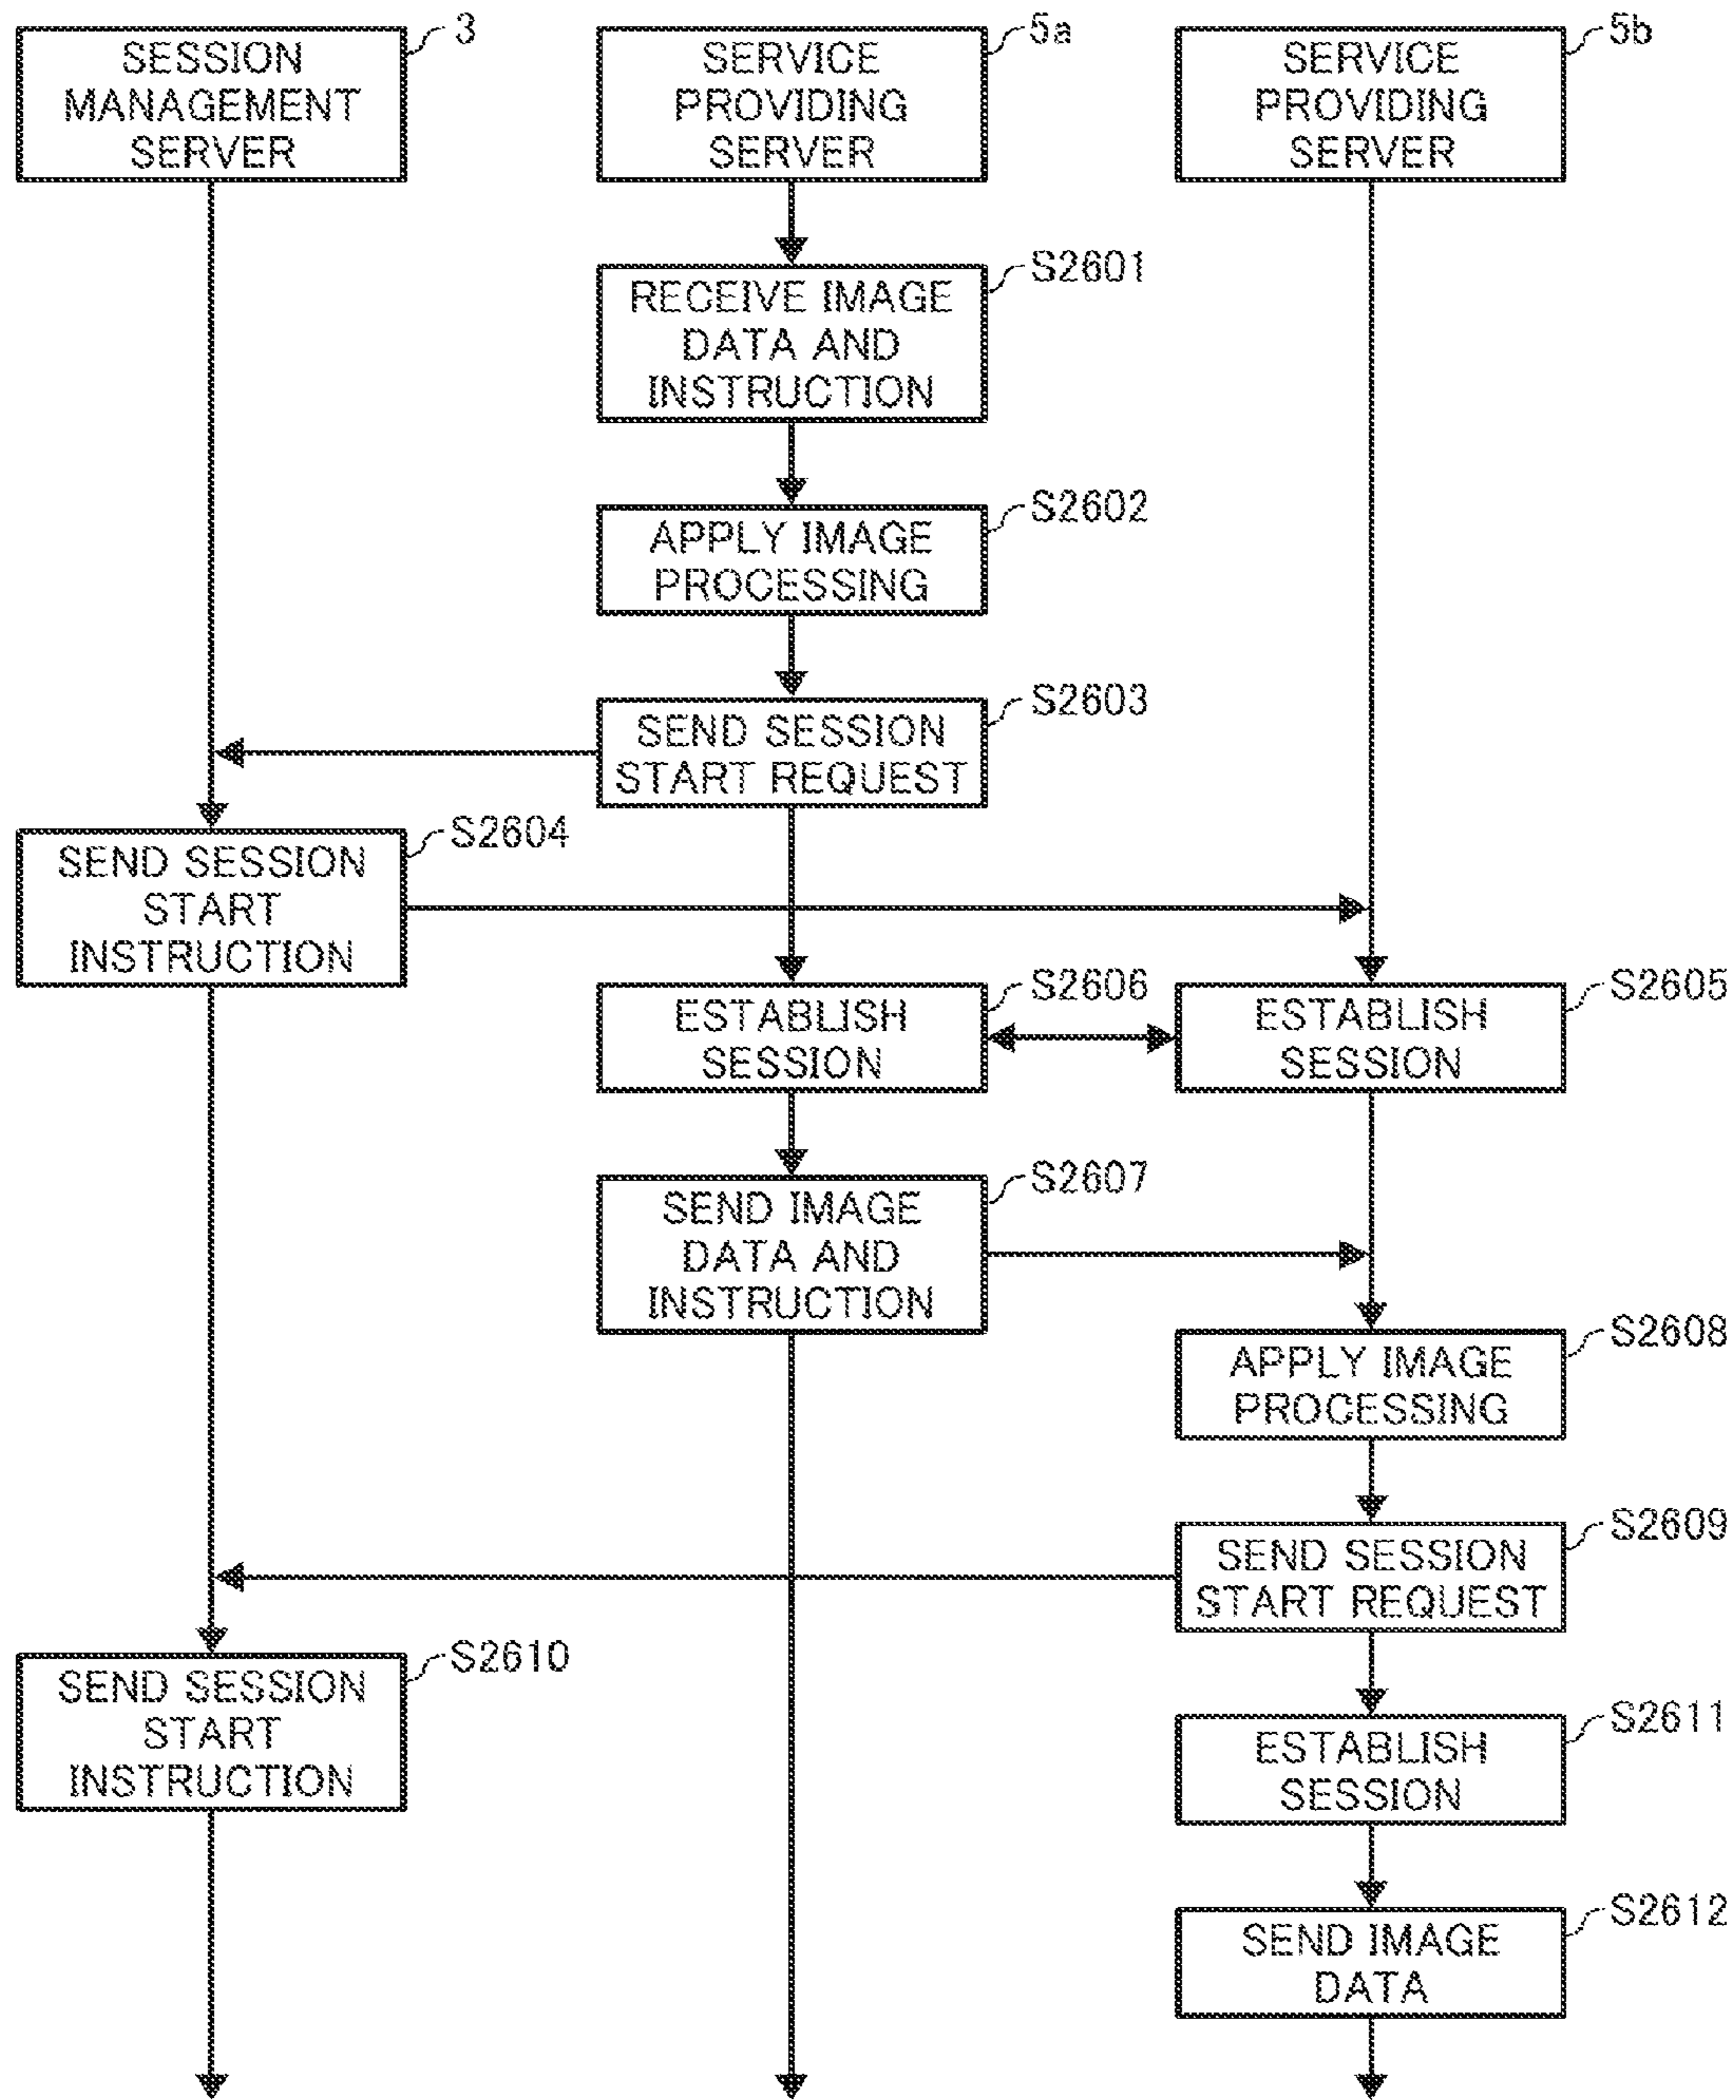 SESSION
MANAGEMENT
SERVER
3
SERVICE
PROVIDING
SERVER
5a
SERVICE
PROVIDING
SERVER
5b
RECEIVE IMAGE
DATA AND
INSTRUCTION
S2601
APPLY IMAGE
PROCESSING
S2602
SEND SESSION
START REQUEST
S2603
SEND SESSION
START
INSTRUCTION
S2604
ESTABLISH
SESSION
S2606
ESTABLISH
SESSION
S2605
SEND IMAGE
DATA AND
INSTRUCTION
S2607
APPLY IMAGE
PROCESSING
S2608
SEND SESSION
START REQUEST
S2609
SEND SESSION
START
INSTRUCTION
S2610
ESTABLISH
SESSION
S2611
SEND IMAGE
DATA
S2612